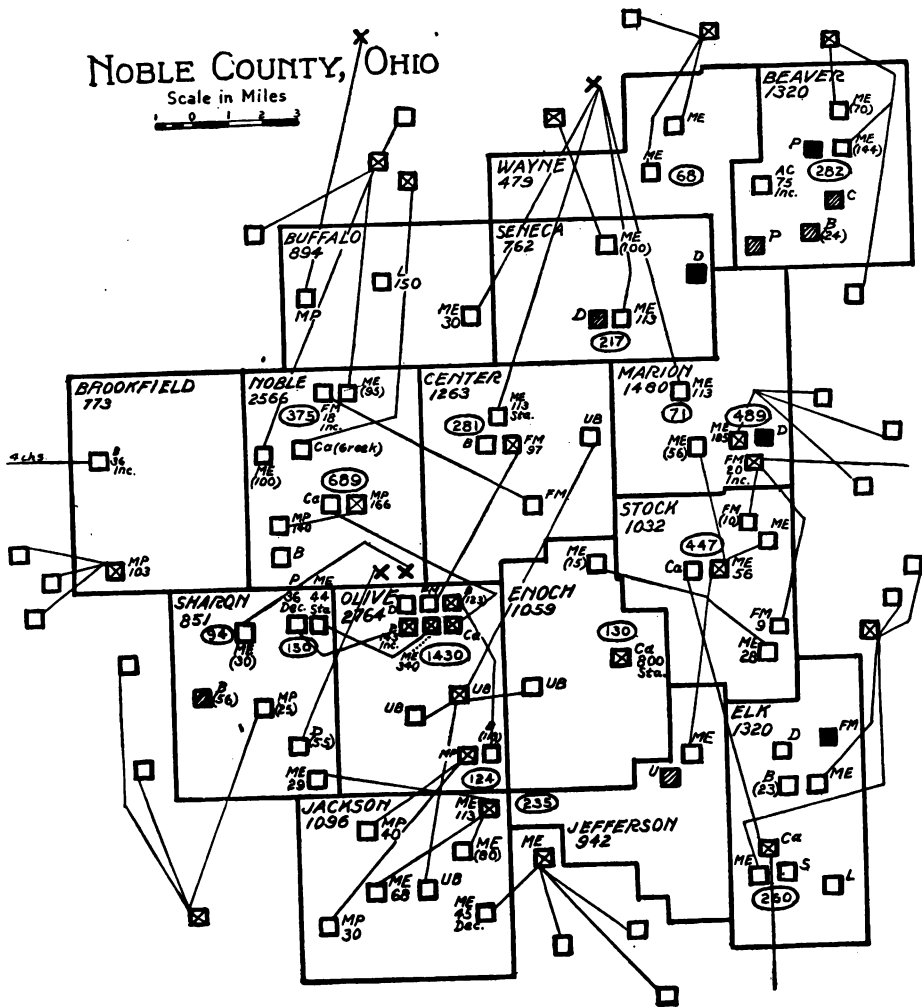 NOBLE COUNTY, OHIO
Scale in Miles
1 0 1 2 3
BEAVER
1320
ME
(70)
P
ME
(144)
282
AC
75
Inc.
C
B
(24)
P
WAYNE
479
ME
ME
68
SENECA
762
ME
(100)
D
D
ME
113
217
BUFFALO
894
L
150
MP
ME
30
BROOKFIELD
773
4 chs.
B
36
Inc.
MP
103
NOBLE
2566
375
FM
18
Inc.
ME
(95)
Ca (Greek)
ME
(100)
689
Ca
MP
166
MP
140
B
CENTER
1263
ME
113
Sta.
281
B
FM
97
UB
FM
MARION
1480
ME
113
71
489
ME
(56)
ME
185
D
FM
20
Inc.
STOCK
1032
FM
(10)
447
ME
Ca
ME
56
FM
9
ME
28
SHARON
851
94
ME
(30)
P
36
Dec.
ME
44
Sta.
130
B
(56)
MP
(25)
P
(55)
ME
29
OLIVE
2764
D
FM
B
(123)
P
Inc.
ME
340
Ca
1430
UB
UB
MP
B
124
ENOCH
1059
ME
(15)
130
Ca
800
Sta.
UB
ELK
1320
D
FM
B
(23)
ME
Ca
ME
S
L
260
JACKSON
1096
MP
40
ME
113
ME
(80)
ME
68
UB
MP
30
ME
45
Dec.
235
JEFFERSON
942
ME
ME
U